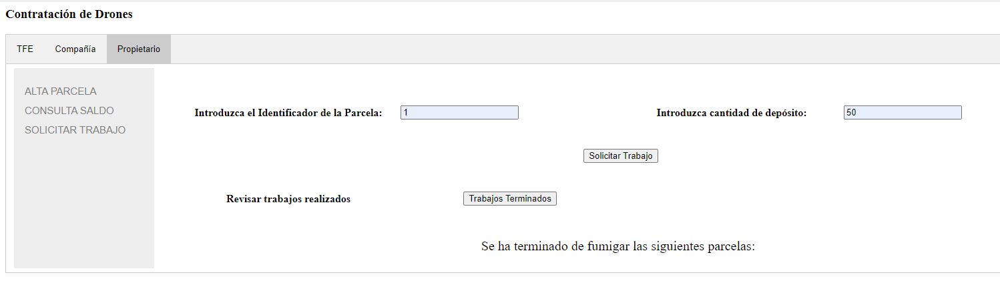 Contratación de Drones
TFE Compañía Propietario
ALTA PARCELA
CONSULTA SALDO
SOLICITAR TRABAJO
Introduzca el Identificador de la Parcela: 1 Introduzca cantidad de depósito: 50
Solicitar Trabajo
Revisar trabajos realizados Trabajos Terminados
Se ha terminado de fumigar las siguientes parcelas: